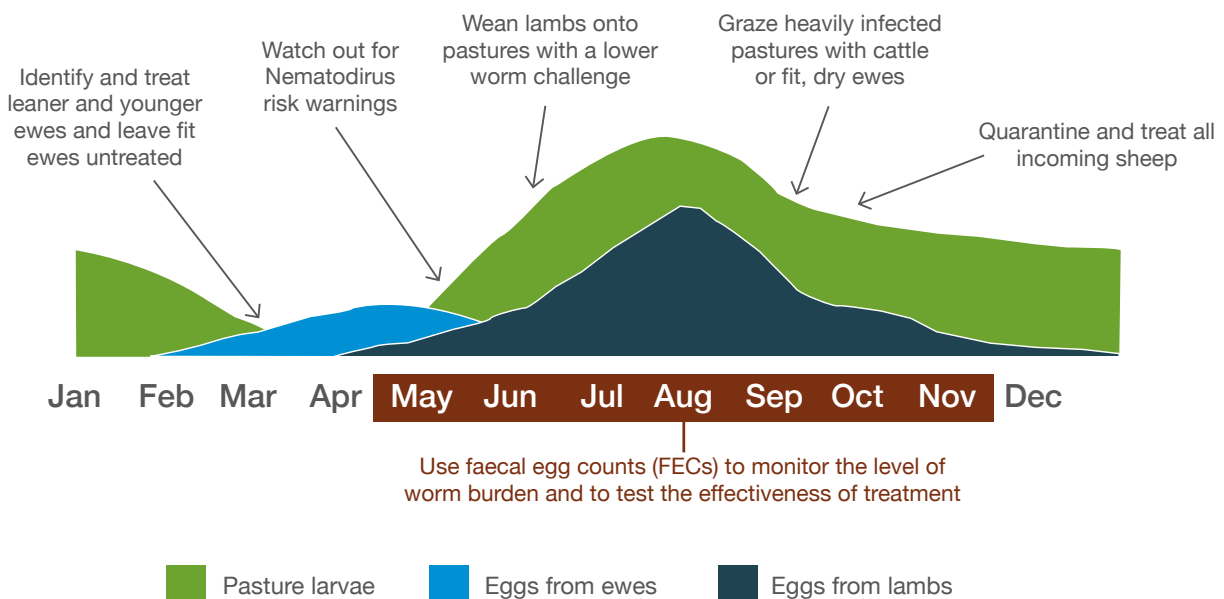 Identify and treat
leaner and younger
ewes and leave fit
ewes untreated
Watch out for
Nematodirus
risk warnings
Wean lambs onto
pastures with a lower
worm challenge
Graze heavily infected
pastures with cattle
or fit, dry ewes
Quarantine and treat all
incoming sheep
Jan Feb Mar Apr May Jun Jul Aug Sep Oct Nov Dec
Use faecal egg counts (FECs) to monitor the level of
worm burden and to test the effectiveness of treatment
Pasture larvae Eggs from ewes Eggs from lambs